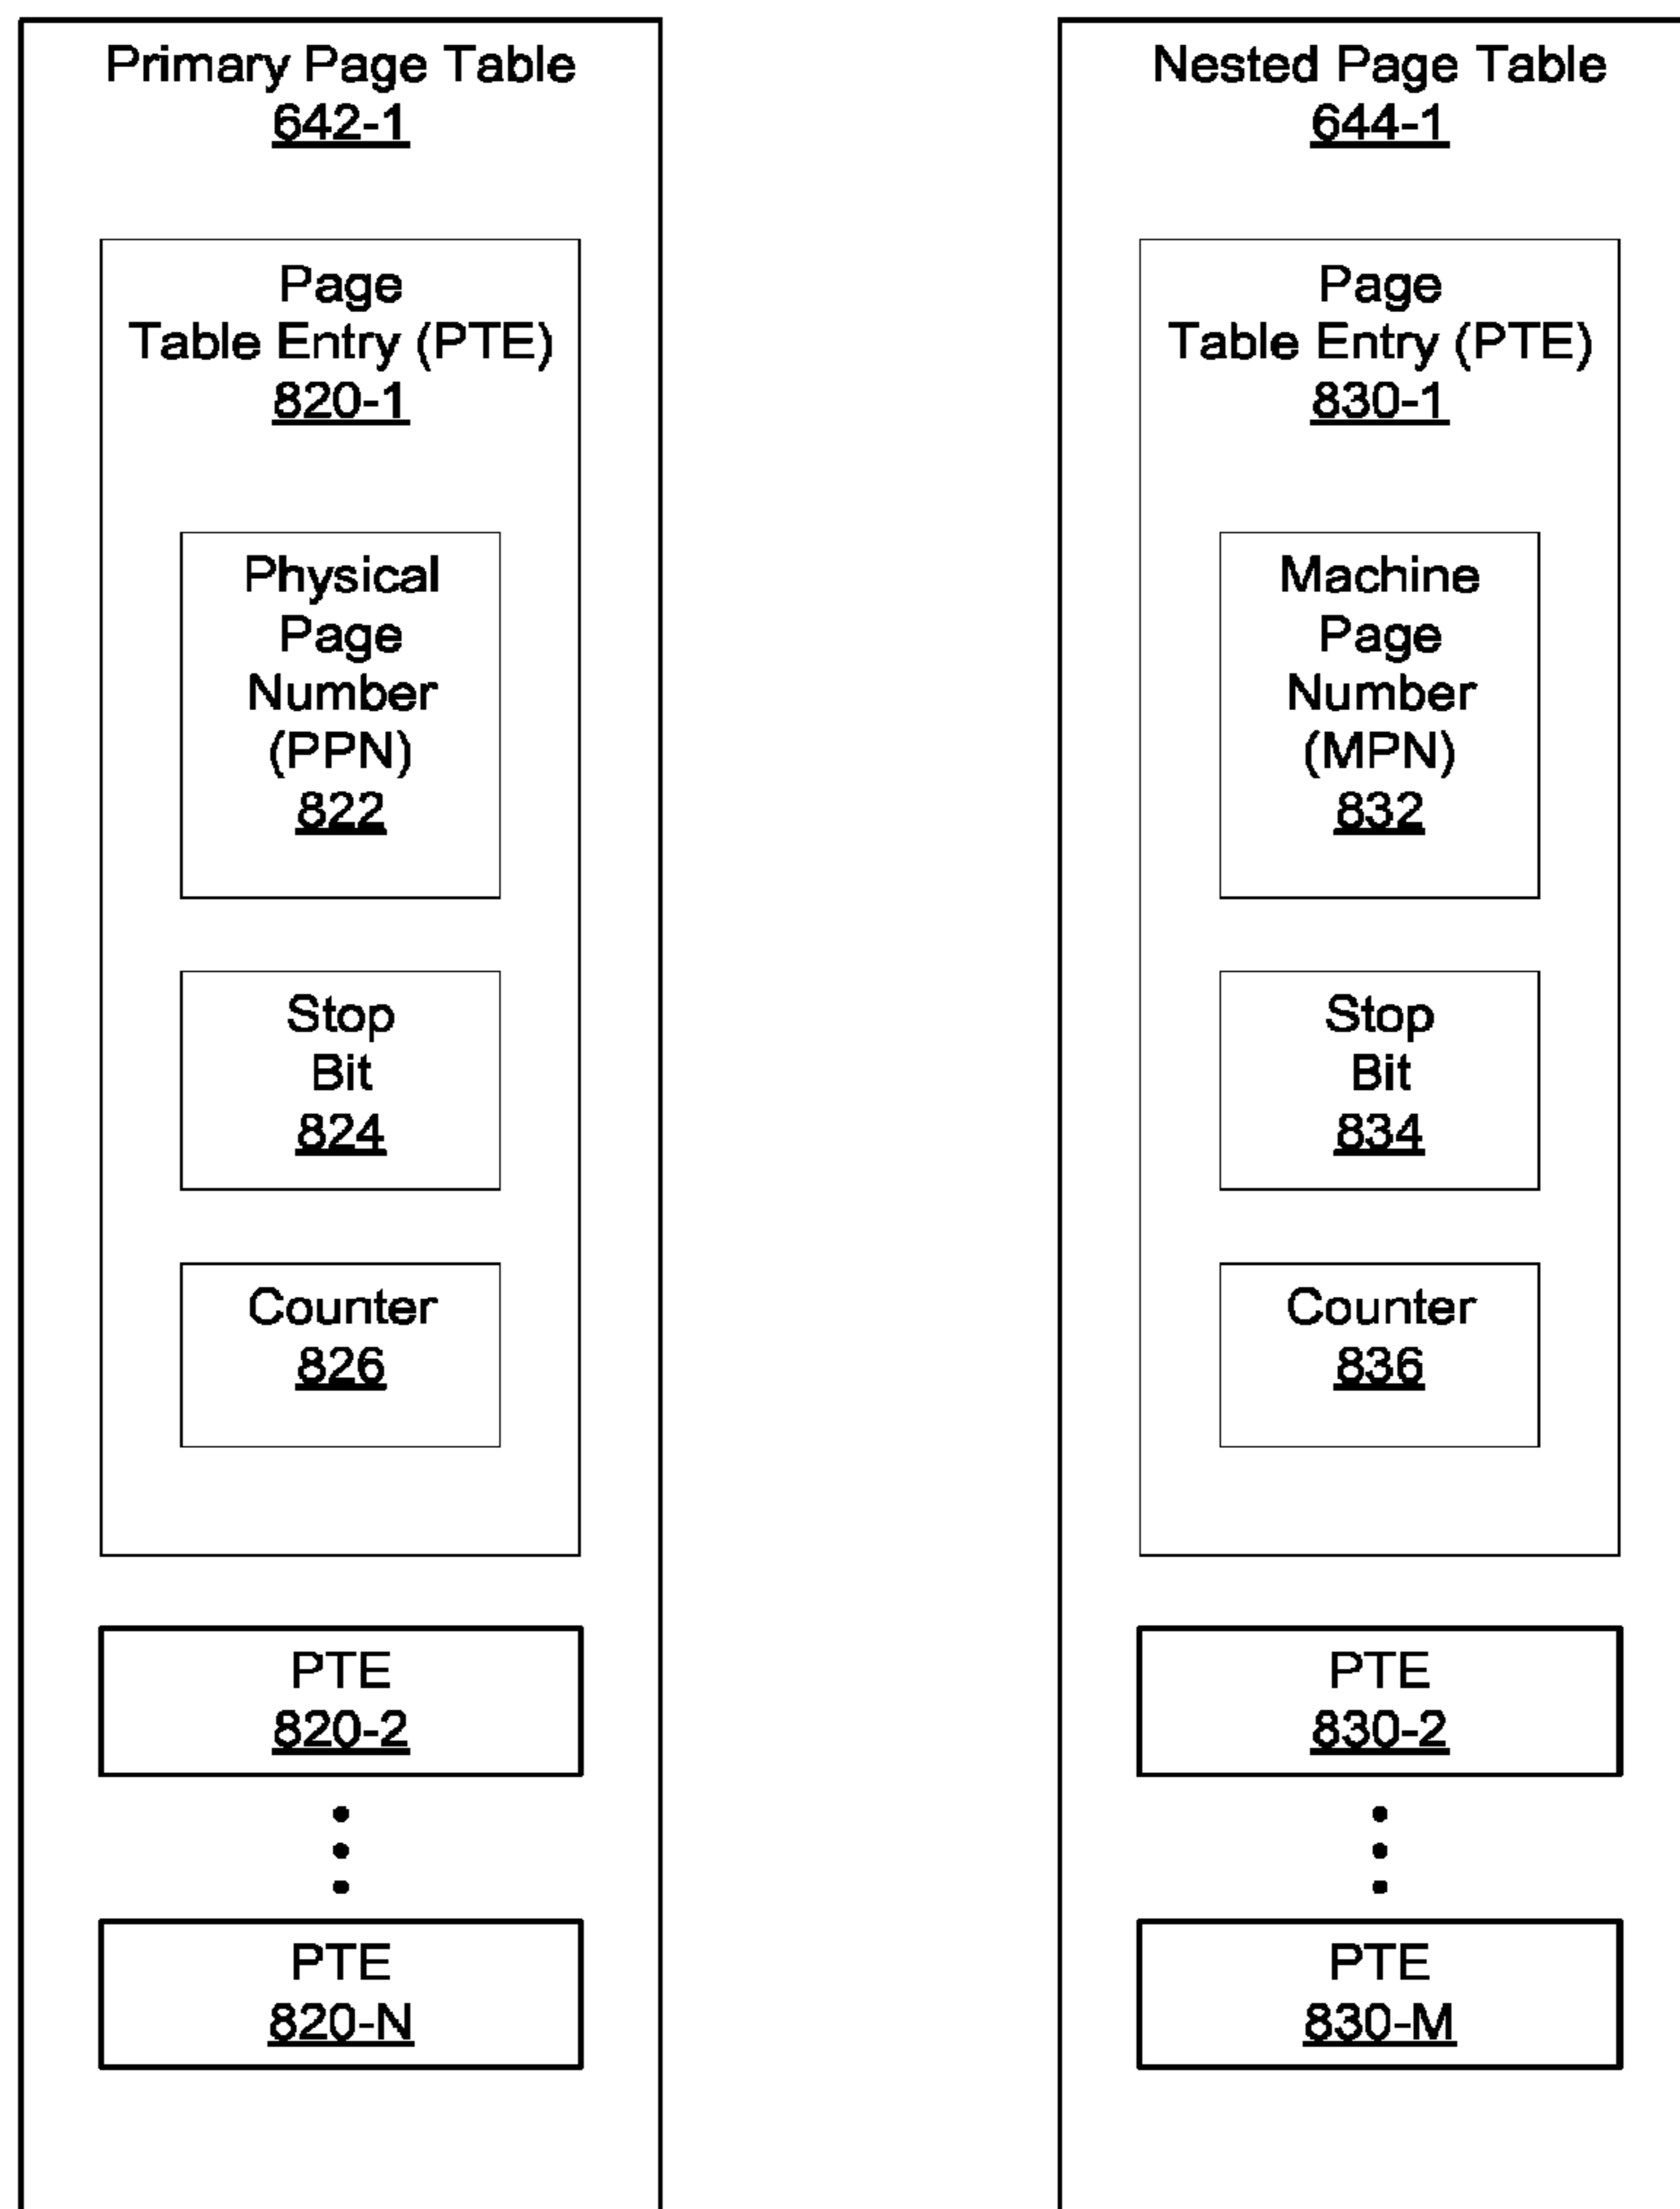 Primary Page Table
642-1
Page
Table Entry (PTE)
820-1
Physical
Page
Number
(PPN)
822
Stop
Bit
824
Counter
826
PTE
820-2
PTE
820-N
Nested Page Table
644-1
Page
Table Entry (PTE)
830-1
Machine
Page
Number
(MPN)
832
Stop
Bit
834
Counter
836
PTE
830-2
PTE
830-M